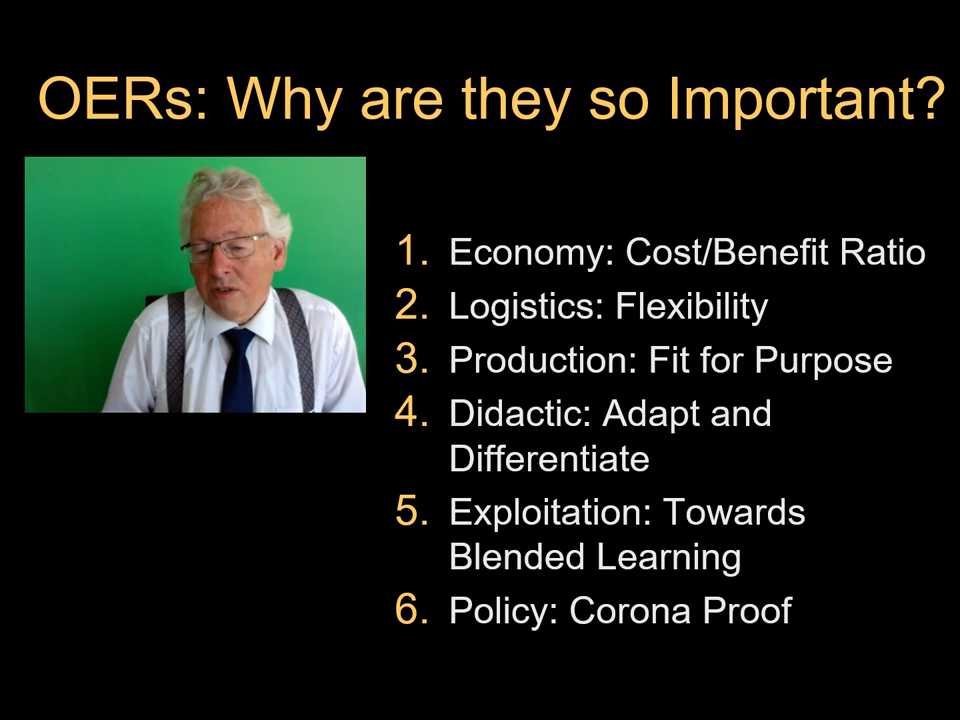 OERs: Why are they so Important?
1. Economy: Cost/Benefit Ratio
2. Logistics: Flexibility
3. Production: Fit for Purpose
4. Didactic: Adapt and
Differentiate
5. Exploitation: Towards
Blended Learning
6. Policy: Corona Proof